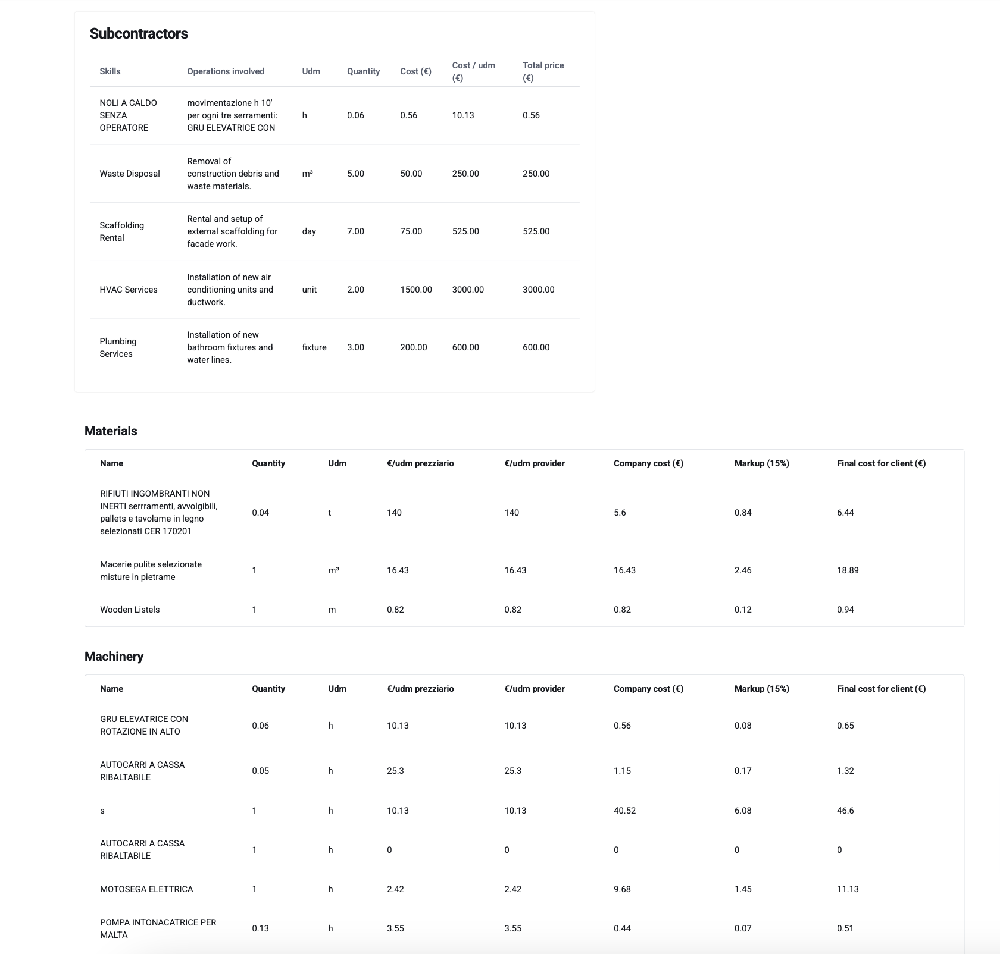 Subcontractors
Skills Operations involved Udm Quantity Cost (€) Cost / udm (€) Total price (€)
NOLI A CALDO SENZA OPERATORE movimentazione h 10' per ogni tre serramenti: GRU ELEVATRICE CON h 0.06 0.56 10.13 0.56
Waste Disposal Removal of construction debris and waste materials. m³ 5.00 50.00 250.00 250.00
Scaffolding Rental Rental and setup of external scaffolding for facade work. day 7.00 75.00 525.00 525.00
HVAC Services Installation of new air conditioning units and ductwork. unit 2.00 1500.00 3000.00 3000.00
Plumbing Services Installation of new bathroom fixtures and water lines. fixture 3.00 200.00 600.00 600.00
Materials
Name Quantity Udm €/udm prezziario €/udm provider Company cost (€) Markup (15%) Final cost for client (€)
RIFIUTI INGOMBRANTI NON INERTI serrramenti, avvolgibili, pallets e tavolame in legno selezionati CER 170201 0.04 t 140 140 5.6 0.84 6.44
Macerie pulite selezionate misture in pietrame 1 m³ 16.43 16.43 16.43 2.46 18.89
Wooden Listels 1 m 0.82 0.82 0.82 0.12 0.94
Machinery
Name Quantity Udm €/udm prezziario €/udm provider Company cost (€) Markup (15%) Final cost for client (€)
GRU ELEVATRICE CON ROTAZIONE IN ALTO 0.06 h 10.13 10.13 0.56 0.08 0.65
AUTOCARRI A CASSA RIBALTABILE 0.05 h 25.3 25.3 1.15 0.17 1.32
s 1 h 10.13 10.13 40.52 6.08 46.6
AUTOCARRI A CASSA RIBALTABILE 1 h 0 0 0 0 0
MOTOSEGA ELETTRICA 1 h 2.42 2.42 9.68 1.45 11.13
POMPA INTONACATRICE PER MALTA 0.13 h 3.55 3.55 0.44 0.07 0.51